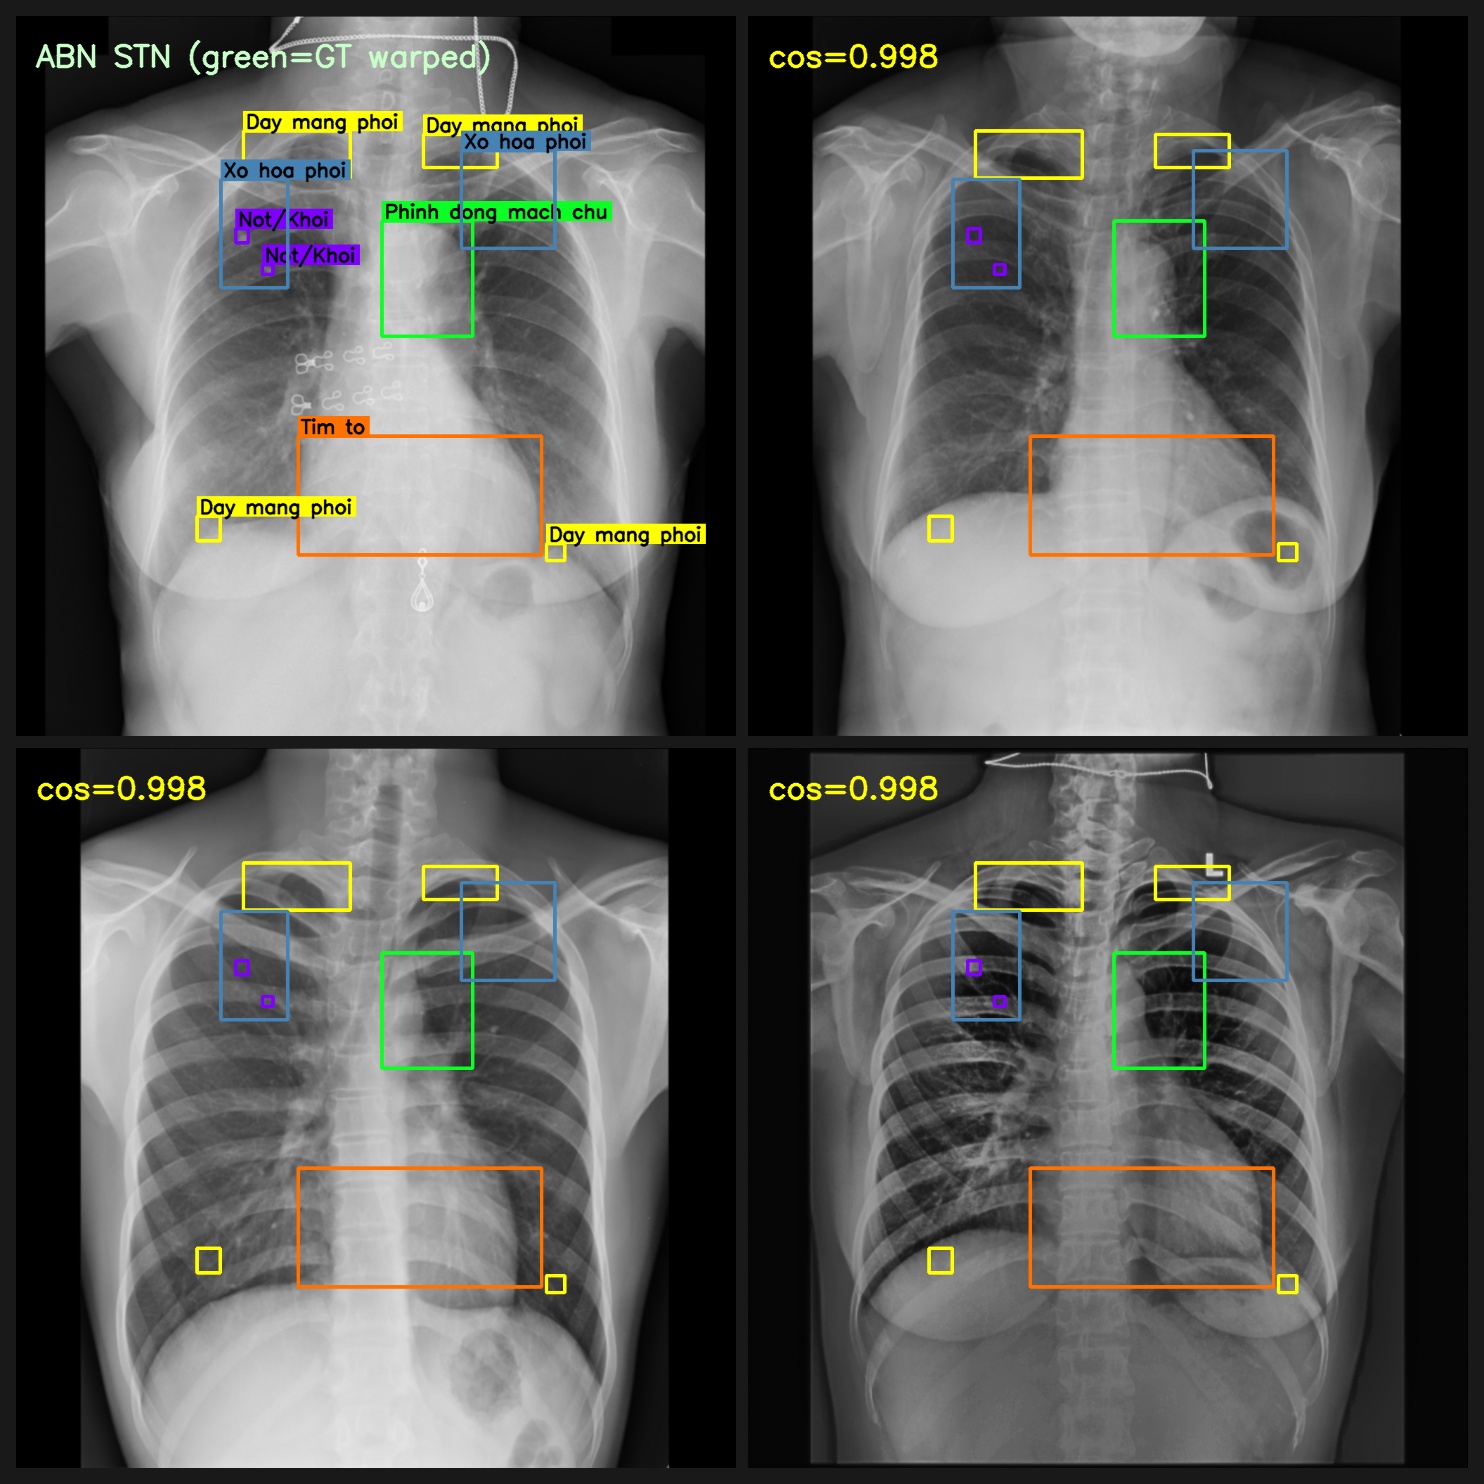 ABN STN (green=GT warped)
cos=0.998
Day mang phoi
Day mang phoi
Xo hoa phoi
Xo hoa phoi
Phinh dong mach chu
Not/Khoi
Not/Khoi
Tim to
Day mang phoi
Day mang phoi
cos=0.998
cos=0.998
L